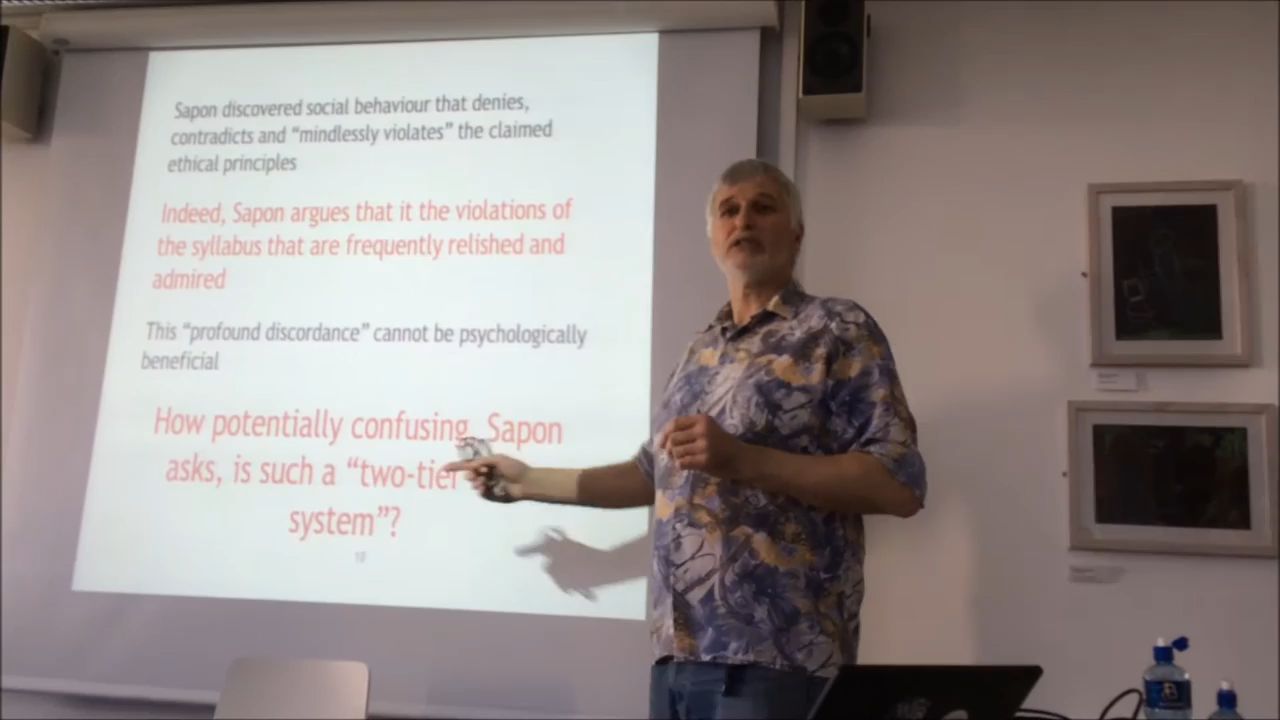 Sapon discovered social behaviour that denies,
contradicts and “mindlessly violates” the claimed
ethical principles
Indeed, Sapon argues that it the violations of
the syllabus that are frequently relished and
admired
This “profound discordance” cannot be psychologically
beneficial
How potentially confusing, Sapon
asks, is such a “two-tier
system”?
10